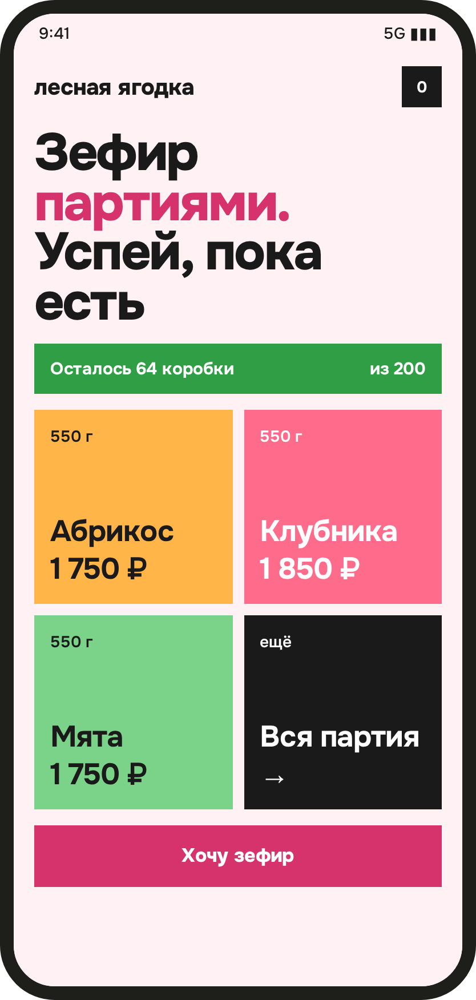 9:41 5G
лесная ягодка 0
Зефир
партиями.
Успей, пока
есть
Осталось 64 коробки из 200
550 г
Абрикос
1 750 ₽
550 г
Клубника
1 850 ₽
550 г
Мята
1 750 ₽
ещё
Вся партия
→
Хочу зефир